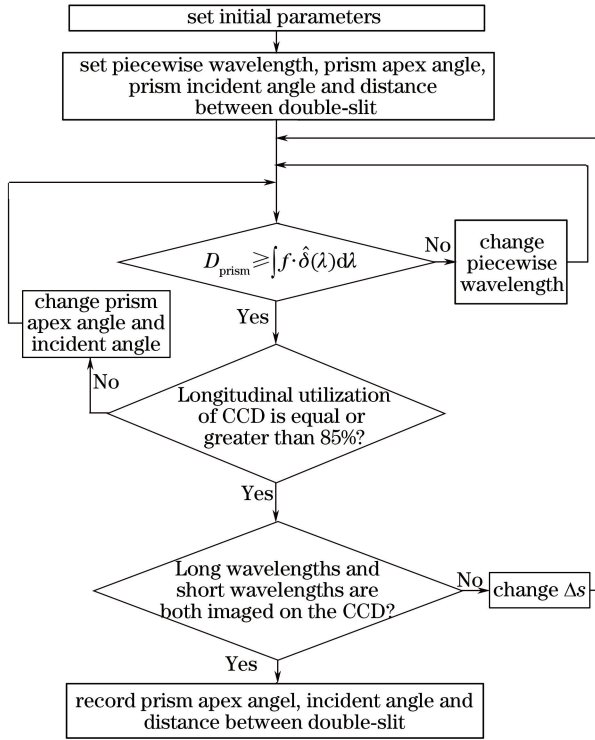 set initial parameters
set piecewise wavelength, prism apex angle,
prism incident angle and distance
between double-slit
D_prism ≥ ∫f·δ̂(λ)dλ
No
change
piecewise
wavelength
Yes
change prism
apex angle and
incident angle
No
Longitudinal utilization
of CCD is equal or
greater than 85%?
Yes
Long wavelengths and
short wavelengths are
both imaged on the CCD?
No
change Δs
Yes
record prism apex angel, incident angle and
distance between double-slit